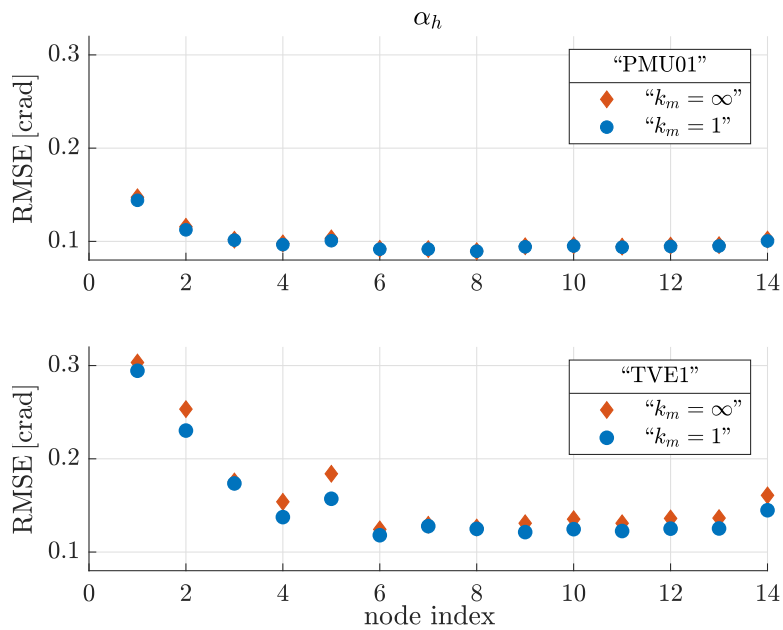 α_h
RMSE [crad]
0.3
0.2
0.1
0 2 4 6 8 10 12 14
“PMU01”
“k_m = ∞”
“k_m = 1”
RMSE [crad]
0.3
0.2
0.1
0 2 4 6 8 10 12 14
“TVE1”
“k_m = ∞”
“k_m = 1”
node index